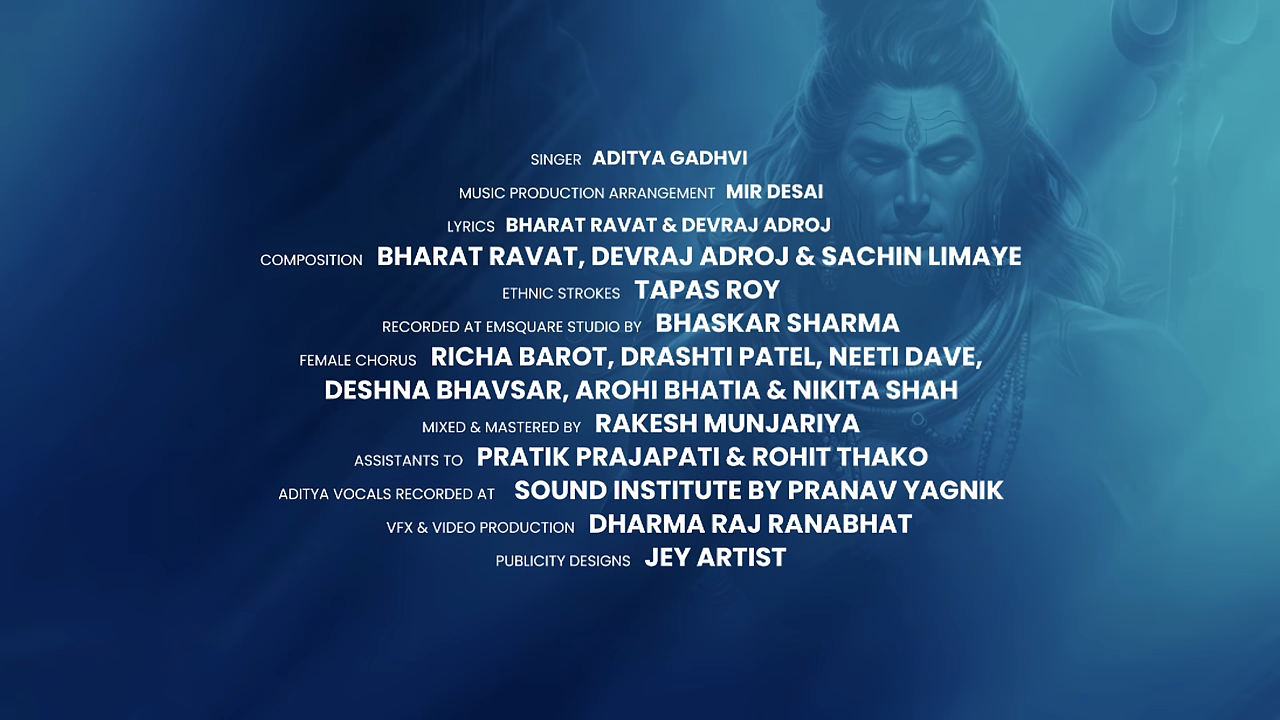 SINGER ADITYA GADHVI
MUSIC PRODUCTION ARRANGEMENT MIR DESAI
LYRICS BHARAT RAVAT & DEVRAJ ADROJ
COMPOSITION BHARAT RAVAT, DEVRAJ ADROJ & SACHIN LIMAYE
ETHNIC STROKES TAPAS ROY
RECORDED AT EMSQUARE STUDIO BY BHASKAR SHARMA
FEMALE CHORUS RICHA BAROT, DRASHTI PATEL, NEETI DAVE,
DESHNA BHAVSAR, AROHI BHATIA & NIKITA SHAH
MIXED & MASTERED BY RAKESH MUNJARIYA
ASSISTANTS TO PRATIK PRAJAPATI & ROHIT THAKO
ADITYA VOCALS RECORDED AT SOUND INSTITUTE BY PRANAV YAGNIK
VFX & VIDEO PRODUCTION DHARMA RAJ RANABHAT
PUBLICITY DESIGNS JEY ARTIST